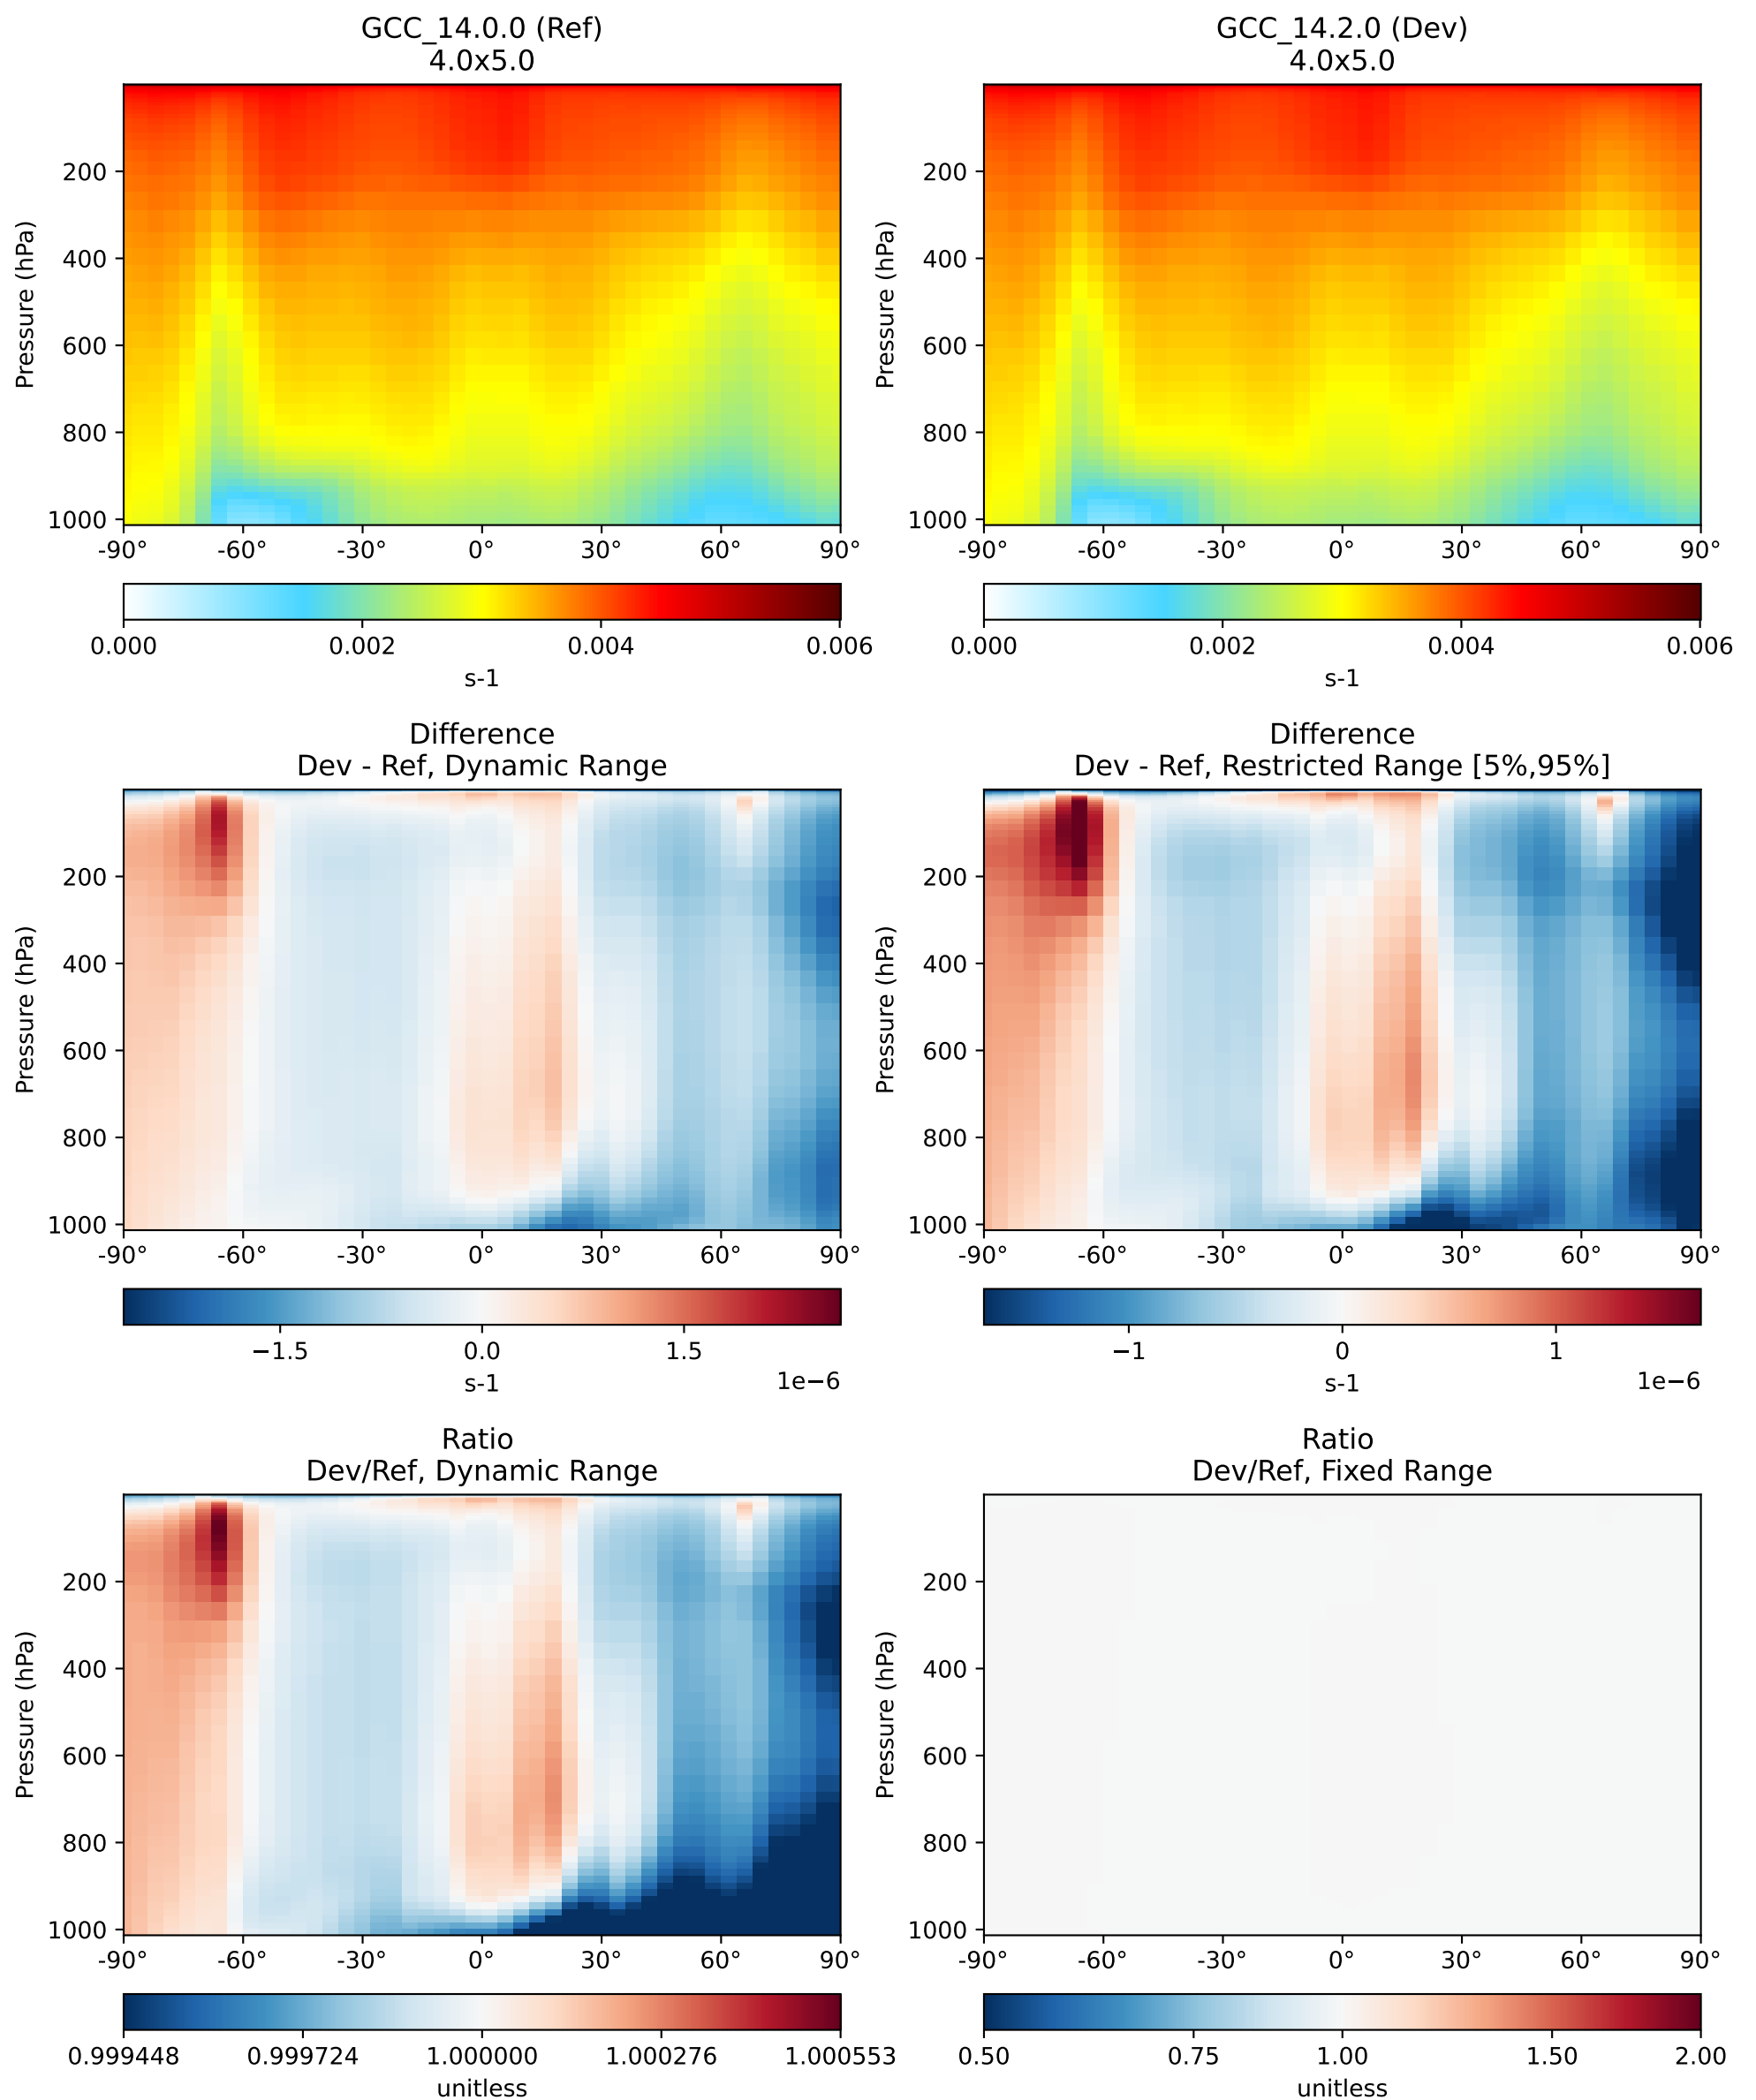 GCC_14.0.0 (Ref)
4.0x5.0
GCC_14.2.0 (Dev)
4.0x5.0
Pressure (hPa)
200
400
600
800
1000
-90° -60° -30° 0° 30° 60° 90°
0.000 0.002 0.004 0.006
s-1
Pressure (hPa)
200
400
600
800
1000
-90° -60° -30° 0° 30° 60° 90°
0.000 0.002 0.004 0.006
s-1
Difference
Dev - Ref, Dynamic Range
Pressure (hPa)
200
400
600
800
1000
-90° -60° -30° 0° 30° 60° 90°
−1.5 0.0 1.5
s-1 1e−6
Difference
Dev - Ref, Restricted Range [5%,95%]
Pressure (hPa)
200
400
600
800
1000
-90° -60° -30° 0° 30° 60° 90°
−1 0 1
s-1 1e−6
Ratio
Dev/Ref, Dynamic Range
Pressure (hPa)
200
400
600
800
1000
-90° -60° -30° 0° 30° 60° 90°
0.999448 0.999724 1.000000 1.000276 1.000553
unitless
Ratio
Dev/Ref, Fixed Range
Pressure (hPa)
200
400
600
800
1000
-90° -60° -30° 0° 30° 60° 90°
0.50 0.75 1.00 1.50 2.00
unitless